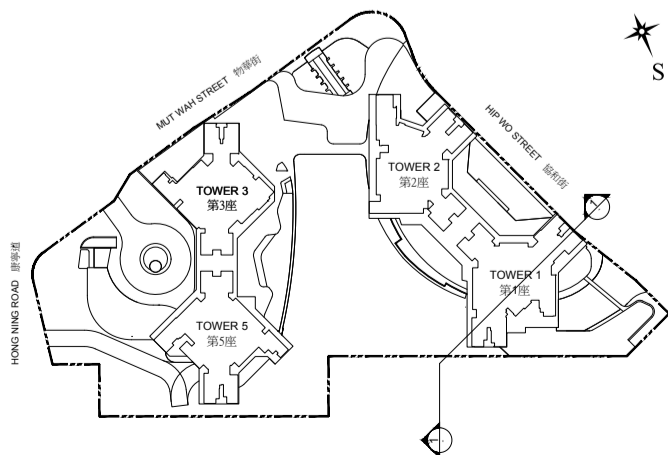 MUT WAH STREET 物華街
S
HIP WO STREET 協和街
TOWER 2
第2座
TOWER 3
第3座
1
HONG NING ROAD 康寧道
TOWER 1
第1座
TOWER 5
第5座
1